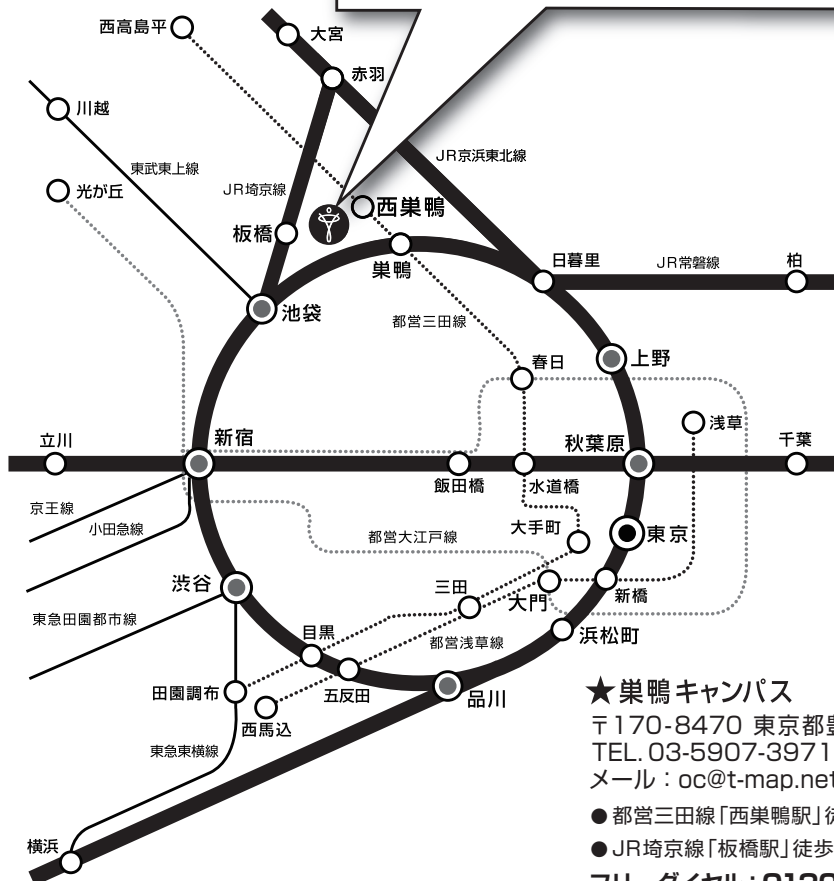 大宮
西高島平
赤羽
川越
JR京浜東北線
東武東上線
光が丘
JR埼京線
西巣鴨
板橋
巣鴨
日暮里
JR常磐線
柏
池袋
都営三田線
春日
上野
浅草
立川
新宿
秋葉原
千葉
飯田橋
水道橋
京王線
小田急線
大手町
東京
都営大江戸線
渋谷
三田
大門
新橋
東急田園都市線
目黒
都営浅草線
浜松町
田園調布
五反田
品川
西馬込
東急東横線
横浜
★巣鴨キャンパス
〒170-8470 東京都豊
TEL. 03-5907-3971
メール：oc@t-map.net
●都営三田線「西巣鴨駅」徒
●JR埼京線「板橋駅」徒歩